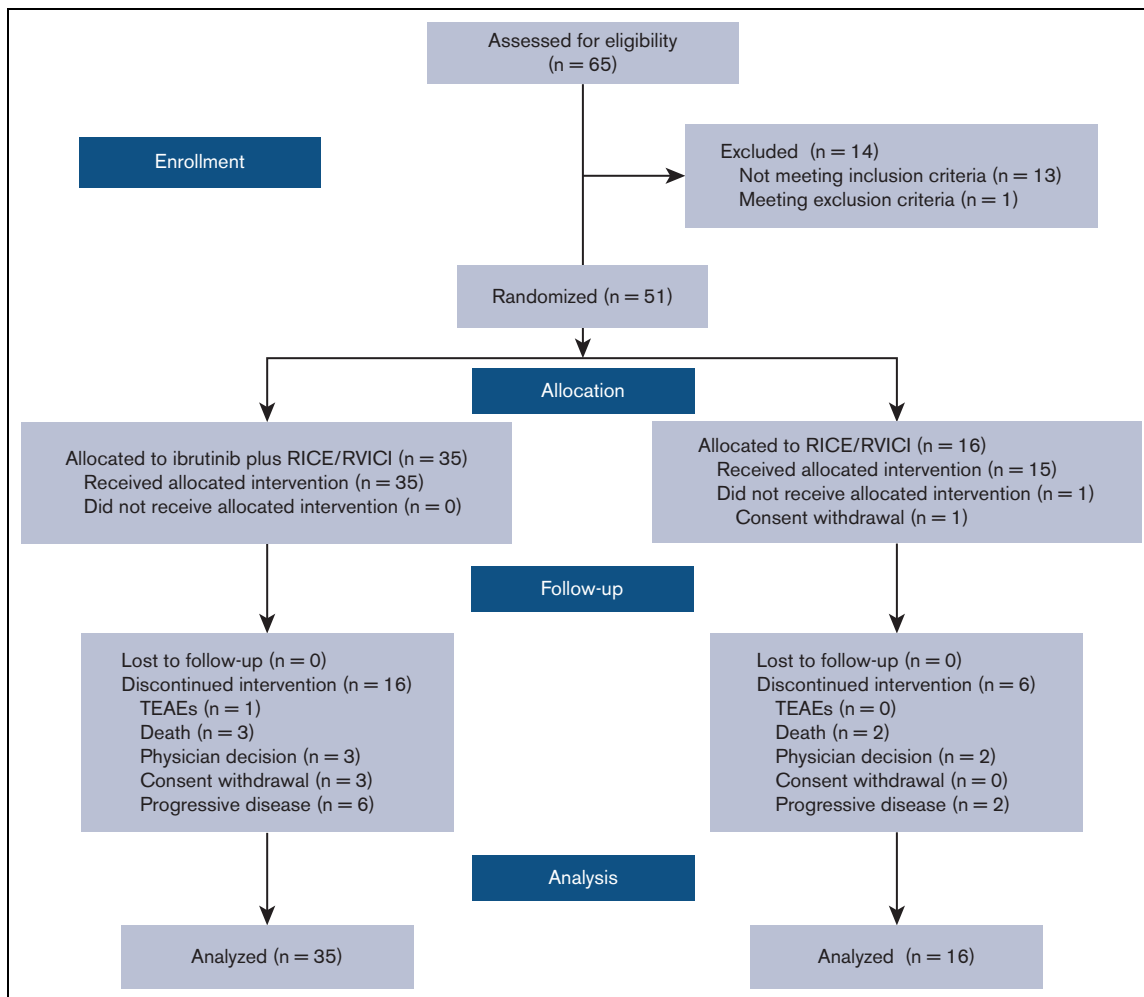 Assessed for eligibility
(n = 65)
Enrollment
Excluded (n = 14)
Not meeting inclusion criteria (n = 13)
Meeting exclusion criteria (n = 1)
Randomized (n = 51)
Allocation
Allocated to ibrutinib plus RICE/RVICI (n = 35)
Received allocated intervention (n = 35)
Did not receive allocated intervention (n = 0)
Allocated to RICE/RVICI (n = 16)
Received allocated intervention (n = 15)
Did not receive allocated intervention (n = 1)
Consent withdrawal (n = 1)
Follow-up
Lost to follow-up (n = 0)
Discontinued intervention (n = 16)
TEAEs (n = 1)
Death (n = 3)
Physician decision (n = 3)
Consent withdrawal (n = 3)
Progressive disease (n = 6)
Lost to follow-up (n = 0)
Discontinued intervention (n = 6)
TEAEs (n = 0)
Death (n = 2)
Physician decision (n = 2)
Consent withdrawal (n = 0)
Progressive disease (n = 2)
Analysis
Analyzed (n = 35)
Analyzed (n = 16)